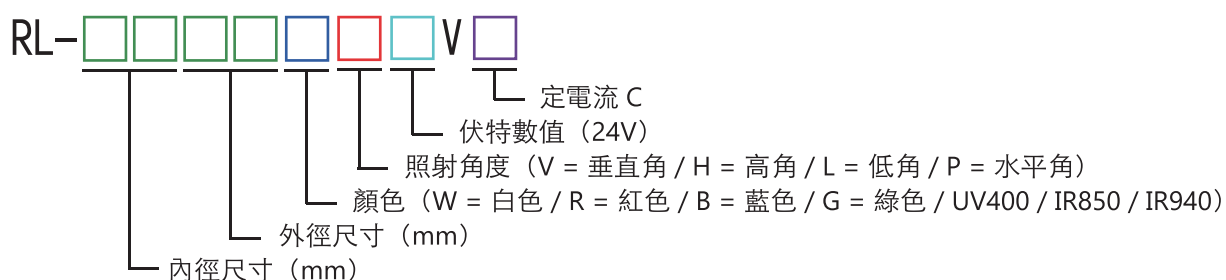 RL-V
定電流 C
伏特數值（24V）
照射角度（V = 垂直角 / H = 高角 / L = 低角 / P = 水平角）
顏色（W = 白色 / R = 紅色 / B = 藍色 / G = 綠色 / UV400 / IR850 / IR940）
外徑尺寸（mm）
內徑尺寸（mm）